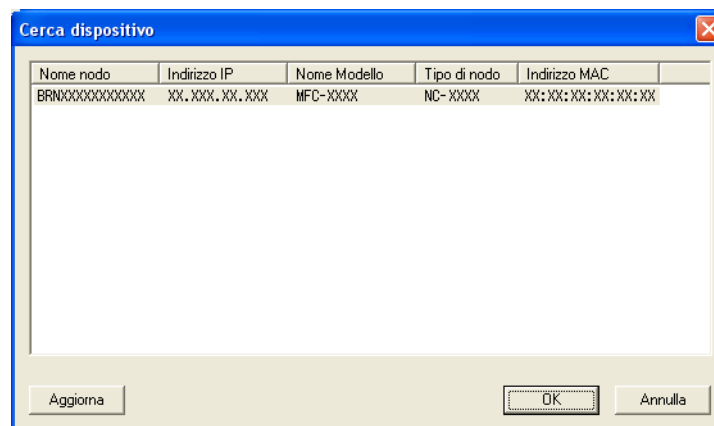 Cerca dispositivo
Nome nodo Indirizzo IP Nome Modello Tipo di nodo Indirizzo MAC
BRNXXXXXXXXXXX XX.XXX.XX.XXX MFC-XXXX NC-XXXX XX:XX:XX:XX:XX:XX
Aggiorna OK Annulla